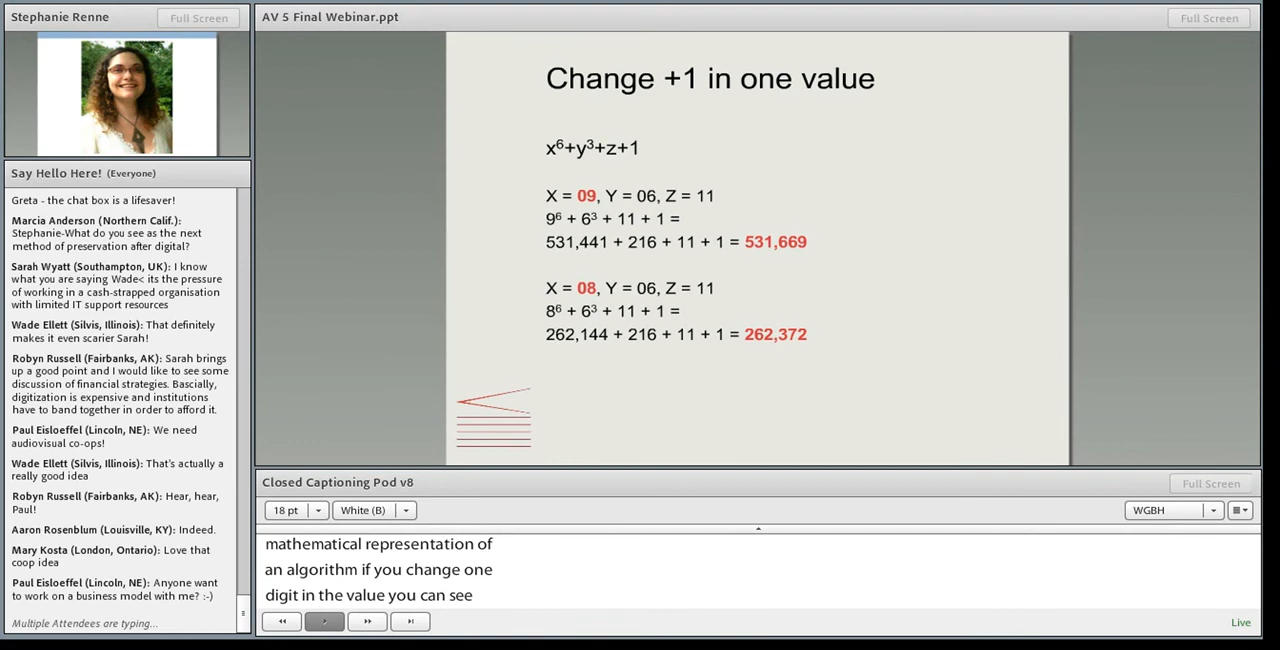 Stephanie Renne
Full Screen
Say Hello Here! (Everyone)
Greta - the chat box is a lifesaver!
Marcia Anderson (Northern Calif.):
Stephanie-What do you see as the next
method of preservation after digital?
Sarah Wyatt (Southampton, UK): I know
what you are saying Wade< its the pressure
of working in a cash-strapped organisation
with limited IT support resources
Wade Ellett (Silvis, Illinois): That definitely
makes it even scarier Sarah!
Robyn Russell (Fairbanks, AK): Sarah brings
up a good point and I would like to see some
discussion of financial strategies. Bascially,
digitization is expensive and institutions
have to band together in order to afford it.
Paul Eisloeffel (Lincoln, NE): We need
audiovisual co-ops!
Wade Ellett (Silvis, Illinois): That's actually a
really good idea
Robyn Russell (Fairbanks, AK): Hear, hear,
Paul!
Aaron Rosenblum (Louisville, KY): Indeed.
Mary Kosta (London, Ontario): Love that
coop idea
Paul Eisloeffel (Lincoln, NE): Anyone want
to work on a business model with me? :-)
Multiple Attendees are typing...
AV 5 Final Webinar.ppt
Full Screen
Change +1 in one value
x⁶+y³+z+1
X = 09, Y = 06, Z = 11
9⁶ + 6³ + 11 + 1 =
531,441 + 216 + 11 + 1 = 531,669
X = 08, Y = 06, Z = 11
8⁶ + 6³ + 11 + 1 =
262,144 + 216 + 11 + 1 = 262,372
Closed Captioning Pod v8
Full Screen
18 pt
White (B)
WGBH
mathematical representation of
an algorithm if you change one
digit in the value you can see
Live